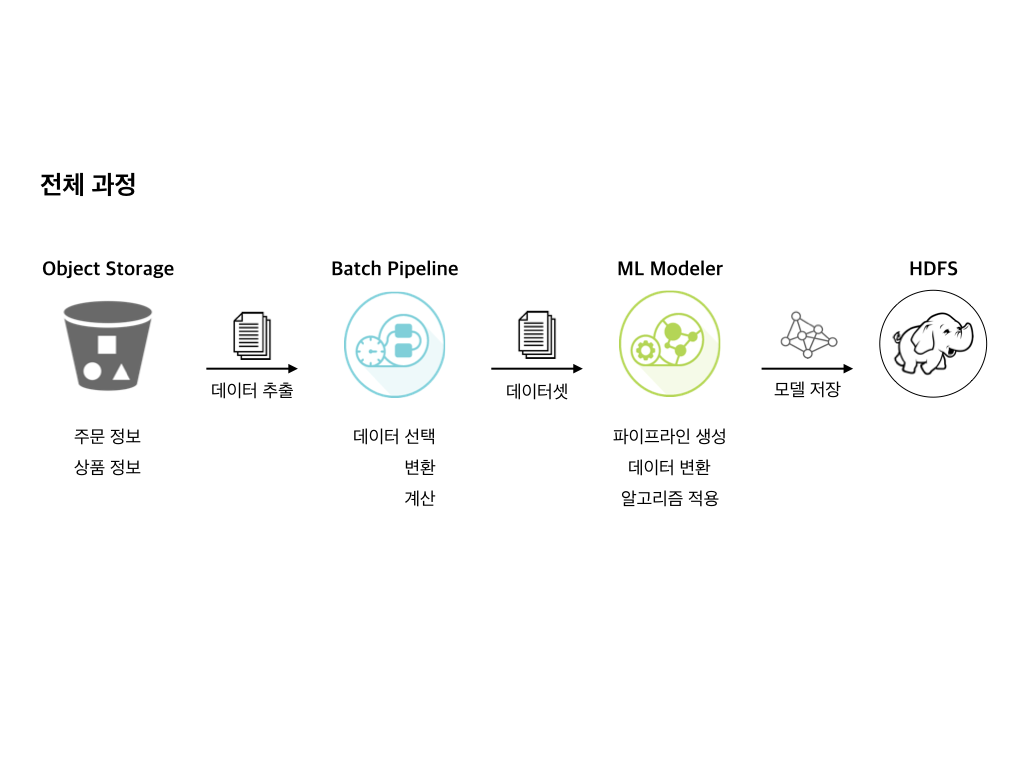 전체 과정
Object Storage
Batch Pipeline
ML Modeler
HDFS
데이터 추출
데이터셋
모델 저장
주문 정보
상품 정보
데이터 선택
변환
계산
파이프라인 생성
데이터 변환
알고리즘 적용